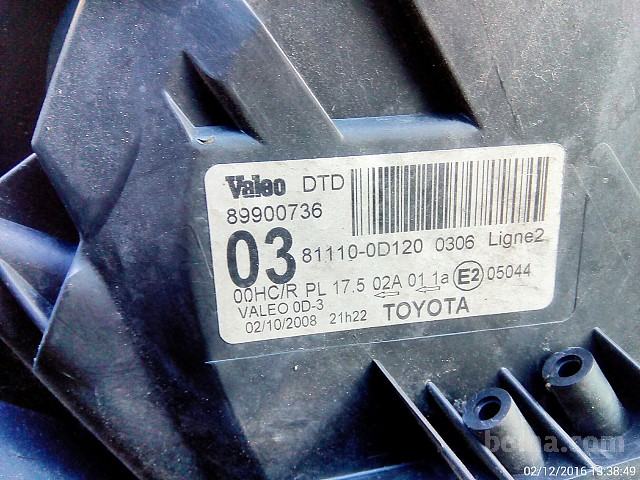 Valeo DTD
89900736
03 81110-0D120 0306 Ligne2
00HC/R PL 17.5 02A 01 1a E2 05044
VALEO 0D-3
02/10/2008 21h22 TOYOTA
bolha.com
02/12/2016 13:38:49